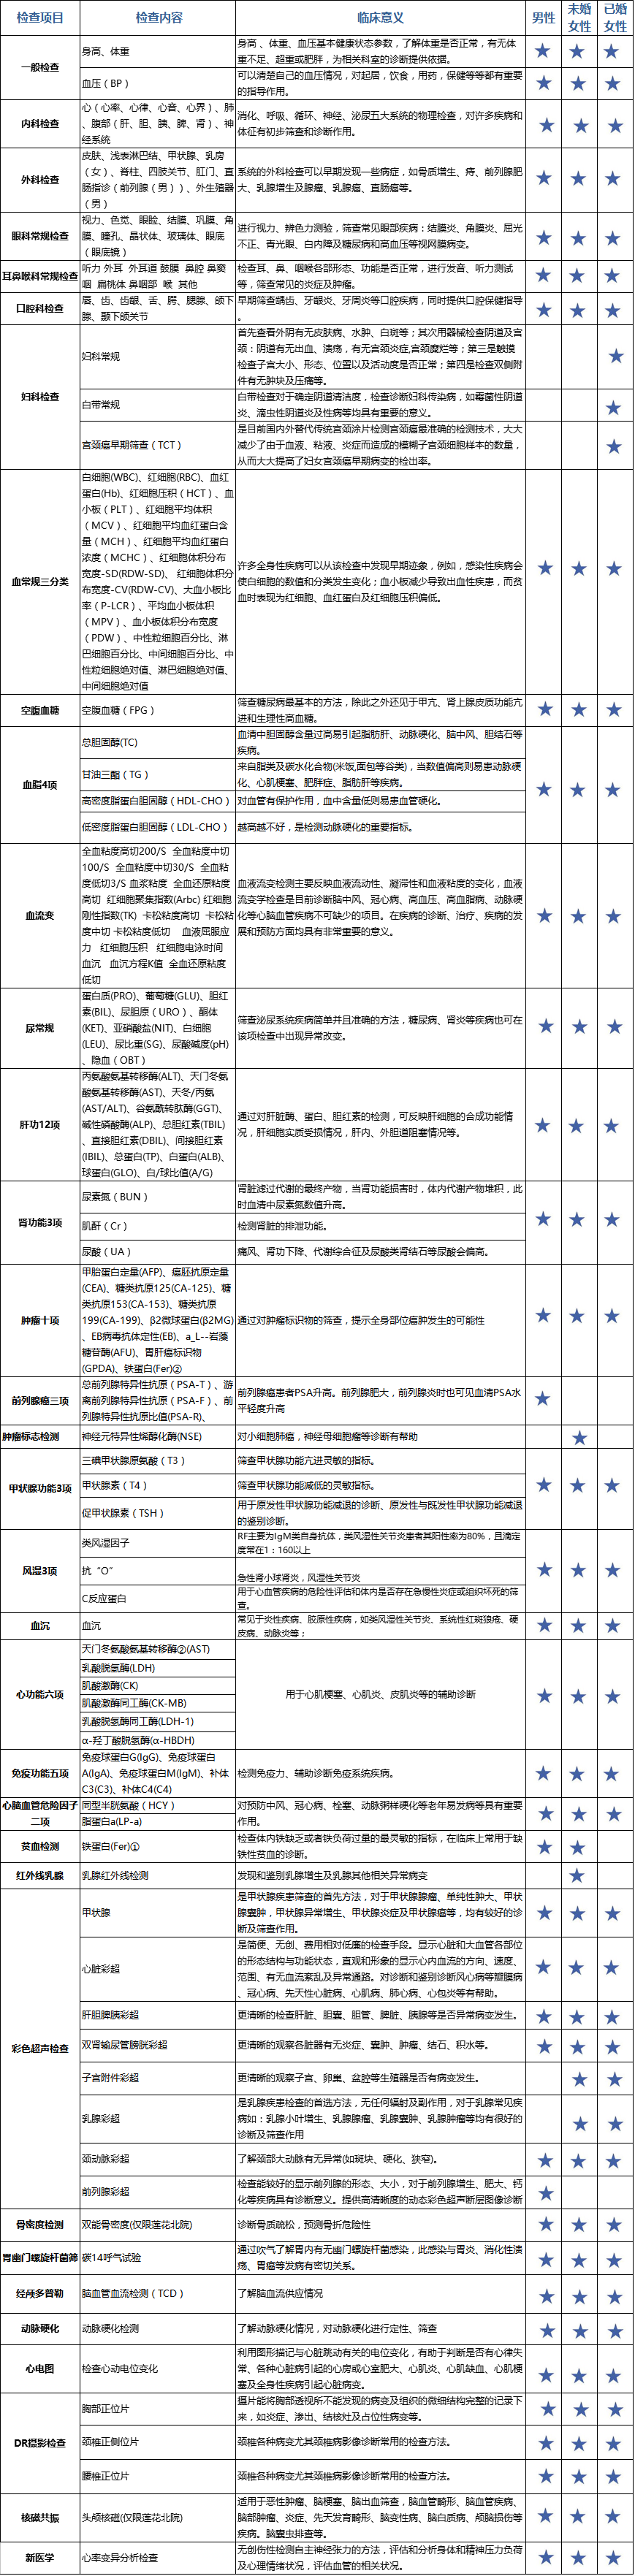 检查项目 检查内容 临床意义 男性 未婚女性 已婚女性
一般检查
身高、体重
身高、体重、血压基本健康状态参数，了解体重是否正常，有无体
重不足、超重或肥胖，为相关科室的诊断提供依据。
★ ★ ★
血压（BP）
可以清楚自己的血压情况，对起居，饮食，用药，保健等等都有重要
的指导作用。
★ ★ ★
内科检查
心（心率、心律、心音、心界）、肺
、腹部（肝、胆、胰、脾、肾）、神
经系统
消化、呼吸、循环、神经、泌尿五大系统的物理检查，对许多疾病和
体征有初步筛查和诊断作用。
★ ★ ★
外科检查
皮肤、浅表淋巴结、甲状腺、乳房
（女）、脊柱、四肢关节、肛门、直
肠指诊（前列腺（男））、外生殖器
（男）
系统的外科检查可以早期发现一些病症，如骨质增生、痔、前列腺肥
大、乳腺增生及腺瘤、乳腺癌、直肠癌等。
★ ★ ★
眼科常规检查
视力、色觉、眼睑、结膜、巩膜、角
膜、瞳孔、晶状体、玻璃体、眼底
（眼底镜）
进行视力、辨色力测验，筛查常见眼部疾病：结膜炎、角膜炎、屈光
不正、青光眼、白内障及糖尿病和高血压等视网膜病变。
★ ★ ★
耳鼻喉科常规检查
听力 外耳 外耳道 鼓膜 鼻腔 鼻窦
咽 扁桃体 鼻咽部 喉 其他
检查耳、鼻、咽喉各部形态、功能是否正常，进行发音、听力测试
等，筛查常见的炎症及肿瘤。
★ ★ ★
口腔科检查
唇、齿、齿龈、舌、腭、腮腺、颌下
腺、颞下颌关节
早期筛查龋齿、牙龈炎、牙周炎等口腔疾病，同时提供口腔保健指导
。
★ ★ ★
妇科检查
妇科常规
首先查看外阴有无皮肤病、水肿、白斑等；其次用器械检查阴道及宫
颈：阴道有无出血、溃疡，有无宫颈炎症,宫颈糜烂等；第三是触摸
检查子宫大小、形态、位置以及活动度是否正常；第四是检查双侧附
件有无肿块及压痛等。
★
白带常规
白带检查对于确定阴道清洁度，检查诊断妇科传染病，如霉菌性阴道
炎、滴虫性阴道炎及性病等均具有重要的意义。
★
宫颈癌早期筛查（TCT）
是目前国内外替代传统宫颈涂片检测宫颈癌最准确的检测技术，大大
减少了由于血液、粘液、炎症而造成的模糊子宫颈细胞样本的数量，
从而大大提高了妇女宫颈癌早期病变的检出率。
★
血常规三分类
白细胞(WBC)、红细胞(RBC)、血红
蛋白(Hb)、红细胞压积（HCT）、血
小板（PLT）、红细胞平均体积
（MCV）、红细胞平均血红蛋白含
量（MCH）、红细胞平均血红蛋白
浓度（MCHC）、红细胞体积分布
宽度-SD(RDW-SD)、 红细胞体积分
布宽度-CV(RDW-CV)、大血小板比
率（P-LCR）、平均血小板体积
（MPV）、血小板体积分布宽度
（PDW）、中性粒细胞百分比、淋
巴细胞百分比、中间细胞百分比、中
性粒细胞绝对值、淋巴细胞绝对值、
中间细胞绝对值
许多全身性疾病可以从该检查中发现早期迹象，例如，感染性疾病会
使白细胞的数值和分类发生变化；血小板减少导致出血性疾患，而贫
血时表现为红细胞、血红蛋白及红细胞压积偏低。
★ ★ ★
空腹血糖
空腹血糖（FPG）
筛查糖尿病最基本的方法，除此之外还见于甲亢、肾上腺皮质功能亢
进和生理性高血糖。
★ ★ ★
血脂4项
总胆固醇(TC)
血清中胆固醇含量过高易引起脂肪肝、动脉硬化、脑中风、胆结石等
疾病。
甘油三酯（TG）
来自脂类及碳水化合物(米饭,面包等谷类)，当数值偏高则易患动脉硬
化、心肌梗塞、肥胖症、脂肪肝等疾病。
高密度脂蛋白胆固醇（HDL-CHO）
对血管有保护作用，血中含量低则易患血管硬化。
低密度脂蛋白胆固醇（LDL-CHO）
越高越不好，是检测动脉硬化的重要指标。
★ ★ ★
血流变
全血粘度高切200/S 全血粘度中切
100/S 全血粘度中切30/S 全血粘
度低切3/S 血浆粘度 全血还原粘度
高切 红细胞聚集指数(Arbc) 红细胞
刚性指数(TK) 卡松粘度高切 卡松粘
度中切 卡松粘度低切 血液屈服应
力 红细胞压积 红细胞电泳时间
血沉 血沉方程K值 全血还原粘度
低切
血液流变检测主要反映血液流动性、凝滞性和血液粘度的变化，血液
流变学检查是目前诊断脑中风、冠心病、高血压、高血脂病、动脉硬
化等心脑血管疾病不可缺少的项目。在疾病的诊断、治疗、疾病的发
展和预防方面均具有非常重要的意义。
★ ★ ★
尿常规
蛋白质(PRO)、葡萄糖(GLU)、胆红
素(BIL)、尿胆原（URO）、酮体
(KET)、亚硝酸盐(NIT)、白细胞
(LEU)、尿比重(SG)、尿酸碱度(pH)
、隐血（OBT）
筛查泌尿系统疾病简单并且准确的方法，糖尿病、肾炎等疾病也可在
该项检查中出现异常改变。
★ ★ ★
肝功12项
丙氨酸氨基转移酶(ALT)、天门冬氨
酸氨基转移酶(AST)、天冬/丙氨
(AST/ALT)、谷氨酰转肽酶(GGT)、
碱性磷酸酶(ALP)、总胆红素(TBIL)
、直接胆红素(DBIL)、间接胆红素
(IBIL)、总蛋白(TP)、白蛋白(ALB)、
球蛋白(GLO)、白/球比值(A/G)
通过对肝脏酶、蛋白、胆红素的检测，可反映肝细胞的合成功能情
况，肝细胞实质受损情况，肝内、外胆道阻塞情况等。
★ ★ ★
肾功能3项
尿素氮（BUN）
肾脏滤过代谢的最终产物，当肾功能损害时，体内代谢产物堆积，此
时血清中尿素氮数值升高。
肌酐（Cr）
检测肾脏的排泄功能。
尿酸（UA）
痛风、肾功下降、代谢综合征及尿酸类肾结石等尿酸会偏高。
★ ★ ★
肿瘤十项
甲胎蛋白定量(AFP)、癌胚抗原定量
(CEA)、糖类抗原125(CA-125)、糖
类抗原153(CA-153)、糖类抗原
199(CA-199)、β2微球蛋白(β2MG)
、EB病毒抗体定性(EB)、a_L--岩藻
糖苷酶(AFU)、胃肝癌标识物
(GPDA)、铁蛋白(Fer)②
通过对肿瘤标识物的筛查，提示全身部位癌肿发生的可能性
★ ★ ★
前列腺癌三项
总前列腺特异性抗原（PSA-T）、游
离前列腺特异性抗原（PSA-F）、前
列腺特异性抗原比值(PSA-R)、
前列腺癌患者PSA升高。前列腺肥大，前列腺炎时也可见血清PSA水
平轻度升高
★
肿瘤标志检测
神经元特异性烯醇化酶(NSE)
对小细胞肺癌，神经母细胞瘤等诊断有帮助
★
甲状腺功能3项
三碘甲状腺原氨酸（T3）
筛查甲状腺功能亢进灵敏的指标。
甲状腺素（T4）
筛查甲状腺功能减低的灵敏指标。
促甲状腺素（TSH）
用于原发性甲状腺功能减退的诊断、原发性与既发性甲状腺功能减退
的鉴别诊断。
★ ★ ★
风湿3项
类风湿因子
RF主要为IgM类自身抗体，类风湿性关节炎患者其阳性率为80%，且滴定
度常在1：160以上
抗“O”
急性肾小球肾炎，风湿性关节炎
C反应蛋白
用于心血管疾病的危险性评估和体内是否存在急慢性炎症或组织坏死的筛
查。
★ ★ ★
血沉
血沉
常见于炎性疾病、胶原性疾病，如类风湿性关节炎、系统性红斑狼疮、硬
皮病、动脉炎等；
★ ★ ★
心功能六项
天门冬氨酸氨基转移酶②(AST)
乳酸脱氢酶(LDH)
肌酸激酶(CK)
肌酸激酶同工酶(CK-MB)
乳酸脱氢酶同工酶(LDH-1)
α-羟丁酸脱氢酶(α-HBDH)
用于心肌梗塞、心肌炎、皮肌炎等的辅助诊断
★ ★ ★
免疫功能五项
免疫球蛋白G(IgG)、免疫球蛋白
A(IgA)、免疫球蛋白M(IgM)、补体
C3(C3)、补体C4(C4)
检测免疫力、辅助诊断免疫系统疾病。
★ ★ ★
心脑血管危险因子
二项
同型半胱氨酸（HCY）
脂蛋白a(LP-a)
对预防中风、冠心病、栓塞、动脉粥样硬化等老年易发病等具有重要
作用。
★ ★ ★
贫血检测
铁蛋白(Fer)①
检查体内铁缺乏或者铁负荷过量的最灵敏的指标，在临床上常用于缺
铁性贫血的诊断。
★ ★
红外线乳腺
乳腺红外线检测
发现和鉴别乳腺增生及乳腺其他相关异常病变
★
彩色超声检查
甲状腺
是甲状腺疾患筛查的首先方法，对于甲状腺腺瘤、单纯性肿大、甲状
腺囊肿，甲状腺异常增生、甲状腺炎症及甲状腺癌等，均有较好的诊
断及筛查作用。
★ ★ ★
心脏彩超
是简便、无创、费用相对低廉的检查手段。显示心脏和大血管各部位
的形态结构与功能状态，直观和形象的显示心内血流的方向、速度、
范围、有无血流紊乱及异常通路。对诊断和鉴别诊断风心病等瓣膜病
、冠心病、先天性心脏病、心肌病、肺心病、心包炎等有帮助。
★ ★ ★
肝胆脾胰彩超
更清晰的检查肝脏、胆囊、胆管、脾脏、胰腺等是否异常病变发生。
★ ★ ★
双肾输尿管膀胱彩超
更清晰的观察各脏器有无炎症、囊肿、肿瘤、结石、积水等。
★ ★ ★
子宫附件彩超
更清晰的观察子宫、卵巢、盆腔等生殖器是否有病变发生。
★ ★
乳腺彩超
是乳腺疾患检查的首选方法，无任何辐射及副作用，对于乳腺常见疾
病如：乳腺小叶增生、乳腺腺瘤、乳腺囊肿、乳腺肿瘤等均有很好的
诊断及筛查作用
★ ★
颈动脉彩超
了解颈部大动脉有无异常(如斑块、硬化、狭窄)。
★ ★ ★
前列腺彩超
检查能较好的显示前列腺的形态、大小，对于前列腺增生、肥大、钙
化等疾病具有诊断意义。提供高清晰度的动态彩色超声断层图像诊断
★
骨密度检测
双能骨密度(仅限莲花北院)
诊断骨质疏松，预测骨折危险性
★ ★ ★
胃幽门螺旋杆菌筛
碳14呼气试验
通过吹气了解胃内有无幽门螺旋杆菌感染，此感染与胃炎、消化性溃
疡、胃癌等发病有密切关系。
★ ★ ★
经颅多普勒
脑血管血流检测（TCD）
了解脑血流供应情况
★ ★ ★
动脉硬化
动脉硬化检测
了解动脉硬化情况，对动脉硬化进行定性、筛查
★ ★ ★
心电图
检查心动电位变化
利用图形描记与心脏跳动有关的电位变化，有助于判断是否有心律失
常、各种心脏病引起的心房或心室肥大、心肌炎、心肌缺血、心肌梗
塞及全身性疾病引起心脏病变。
★ ★ ★
DR摄影检查
胸部正位片
摄片能将胸部透视所不能发现的病变及组织的微细结构完整的记录下
来，如炎症、渗出、结核灶及占位性病变等。
★ ★ ★
颈椎正侧位片
颈椎各种病变尤其颈椎病影像诊断常用的检查方法。
★ ★ ★
腰椎正位片
颈椎各种病变尤其颈椎病影像诊断常用的检查方法。
★ ★ ★
核磁共振
头颅核磁(仅限莲花北院)
适用于恶性肿瘤、脑梗塞、脑出血筛查，脑血管畸形、脑血管疾病、
脑部肿瘤、炎症、先天发育畸形、脑变性病、脑白质病、颅脑损伤等
疾病。脑囊虫排查等。
★ ★ ★
新医学
心率变异分析检查
无创伤性检测自主神经张力的方法，评估和分析身体和精神压力负荷
及心理情绪状况，评估血管的相关状况。
★ ★ ★